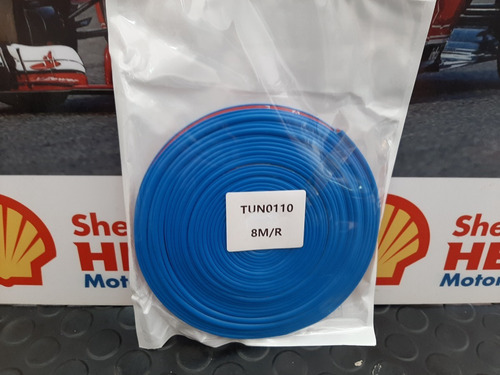 TUN0110
8M/R
She
HE
Motor
She
HE
Motor